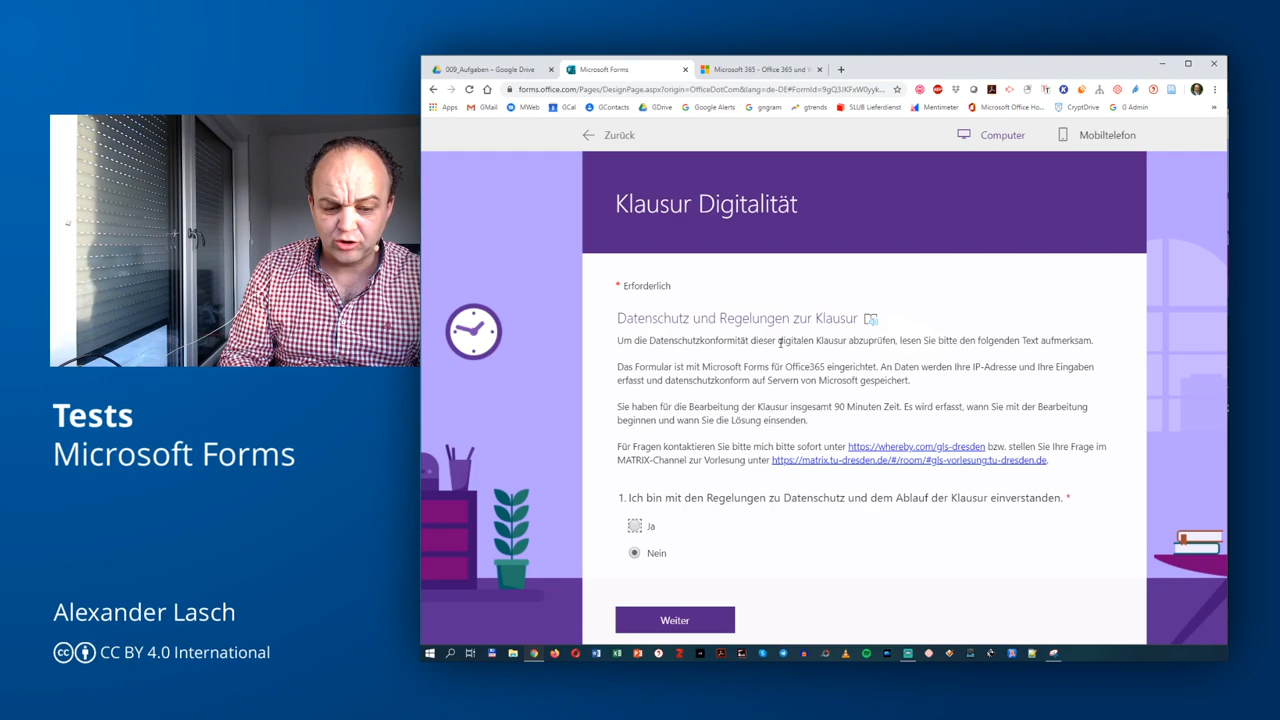 009_Aufgaben – Google Drive
Microsoft Forms
Microsoft 365 - Office 365 und
forms.office.com/Pages/DesignPage.aspx?origin=OfficeDotCom&lang=de-DE#FormId=
Apps
GMail
MWeb
GCal
GContacts
GDrive
Google Alerts
gngram
gtrends
SLUB Lieferdienst
Mentimeter
Microsoft Office Ho...
CryptDrive
G Admin
Zurück
Computer
Mobiltelefon
Klausur Digitalität
* Erforderlich
Datenschutz und Regelungen zur Klausur
Um die Datenschutzkonformität dieser digitalen Klausur abzuprüfen, lesen Sie bitte den folgenden Text aufmerksam.
Das Formular ist mit Microsoft Forms für Office365 eingerichtet. An Daten werden Ihre IP-Adresse und Ihre Eingaben
erfasst und datenschutzkonform auf Servern von Microsoft gespeichert.
Sie haben für die Bearbeitung der Klausur insgesamt 90 Minuten Zeit. Es wird erfasst, wann Sie mit der Bearbeitung
beginnen und wann Sie die Lösung einsenden.
Für Fragen kontaktieren Sie bitte mich bitte sofort unter https://whereby.com/gls-dresden bzw. stellen Sie Ihre Frage im
MATRIX-Channel zur Vorlesung unter https://matrix.tu-dresden.de/#/room/#gls-vorlesung:tu-dresden.de.
1. Ich bin mit den Regelungen zu Datenschutz und dem Ablauf der Klausur einverstanden. *
Ja
Nein
Weiter
Tests
Microsoft Forms
Alexander Lasch
CC BY 4.0 International